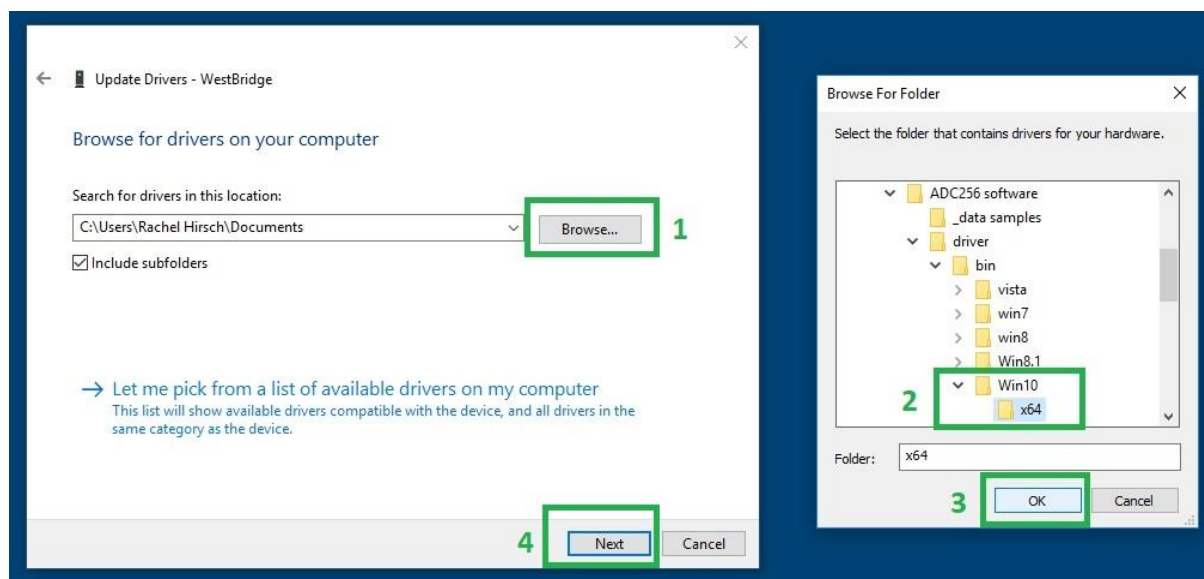 Update Drivers - WestBridge
Browse for drivers on your computer
Search for drivers in this location:
C:\Users\Rachel Hirsch\Documents
Browse...
1
Include subfolders
Let me pick from a list of available drivers on my computer
This list will show available drivers compatible with the device, and all drivers in the
same category as the device.
4
Next
Cancel
Browse For Folder
Select the folder that contains drivers for your hardware.
ADC256 software
_data samples
driver
bin
vista
win7
win8
Win8.1
2
Win10
x64
Folder:
x64
3
OK
Cancel